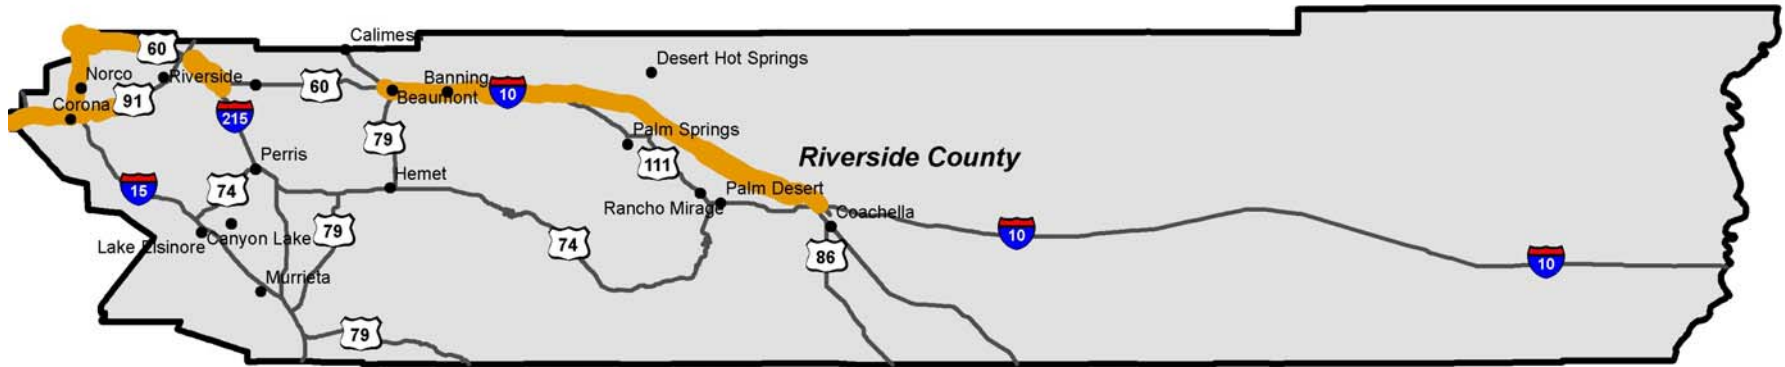 Calimes
60
Desert Hot Springs
Norco
Riverside
60
Banning
10
91
Beaumont
Corona
215
79
Palm Springs
Perris
111
Riverside County
15
74
Hemet
Palm Desert
Rancho Mirage
Coachella
79
Canyon Lake
Lake Elsinore
74
10
86
10
Murrieta
79